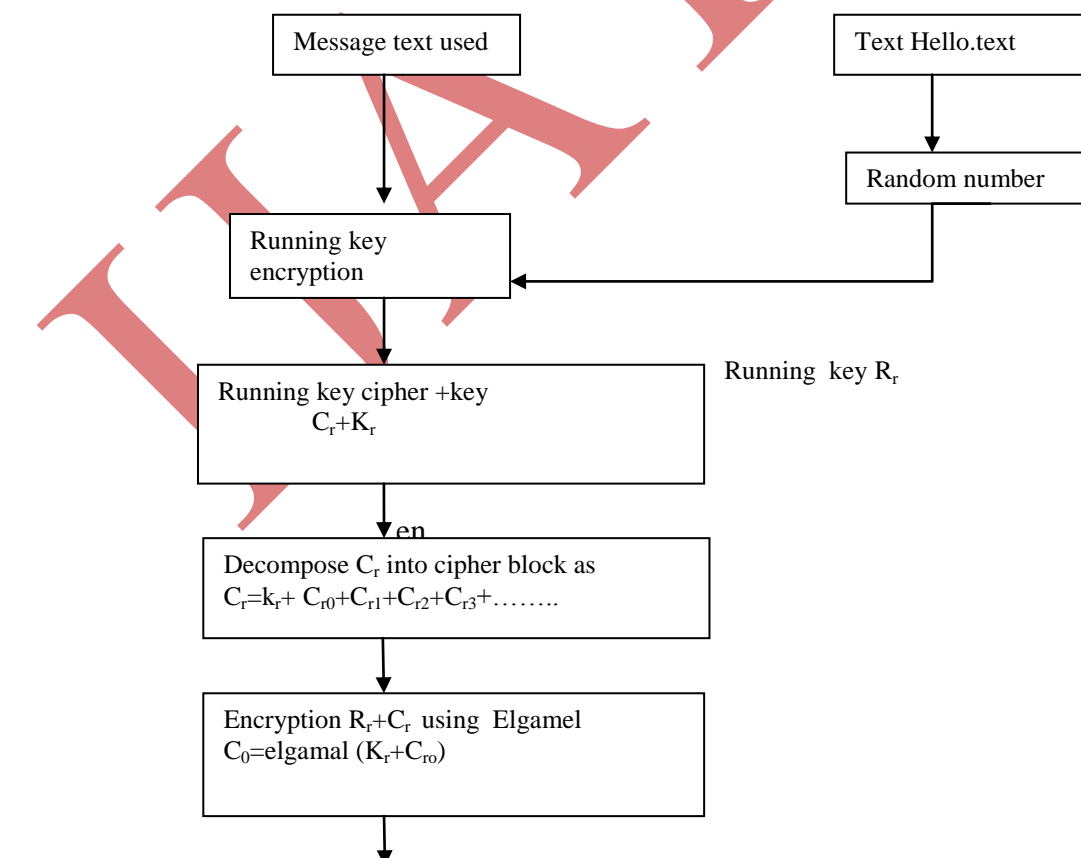 Message text used
Text Hello.text
Random number
Running key
encryption
Running key cipher +key
Cᵣ+Kᵣ
Running key Rᵣ
en
Decompose Cᵣ into cipher block as
Cᵣ=kᵣ+ Cᵣ₀+Cᵣ₁+Cᵣ₂+Cᵣ₃+……..
Encryption Rᵣ+Cᵣ using Elgamel
C₀=elgamal (Kᵣ+Cᵣₒ)